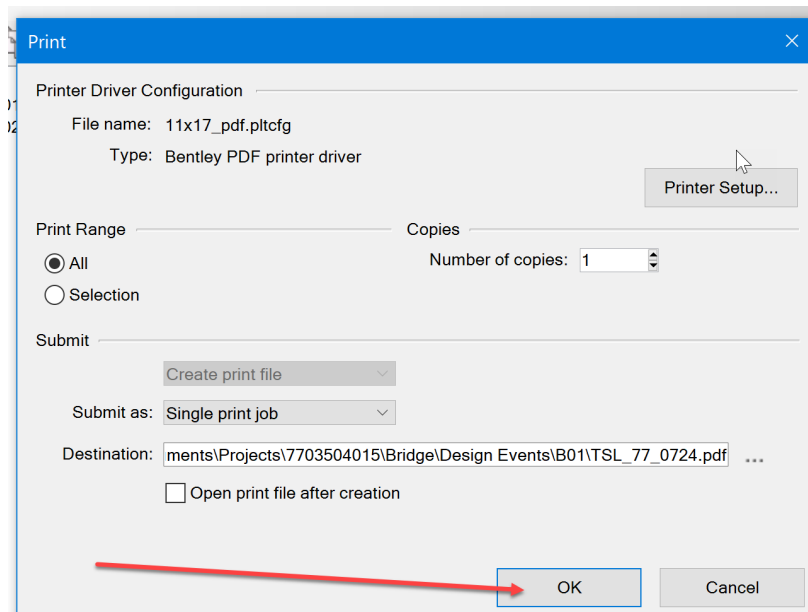 Print
Printer Driver Configuration
File name: 11x17_pdf.pltcfg
Type: Bentley PDF printer driver
Printer Setup...
Print Range
Copies
All
Number of copies: 1
Selection
Submit
Create print file
Submit as: Single print job
Destination: ments\Projects\7703504015\Bridge\Design Events\B01\TSL_77_0724.pdf ...
Open print file after creation
OK Cancel